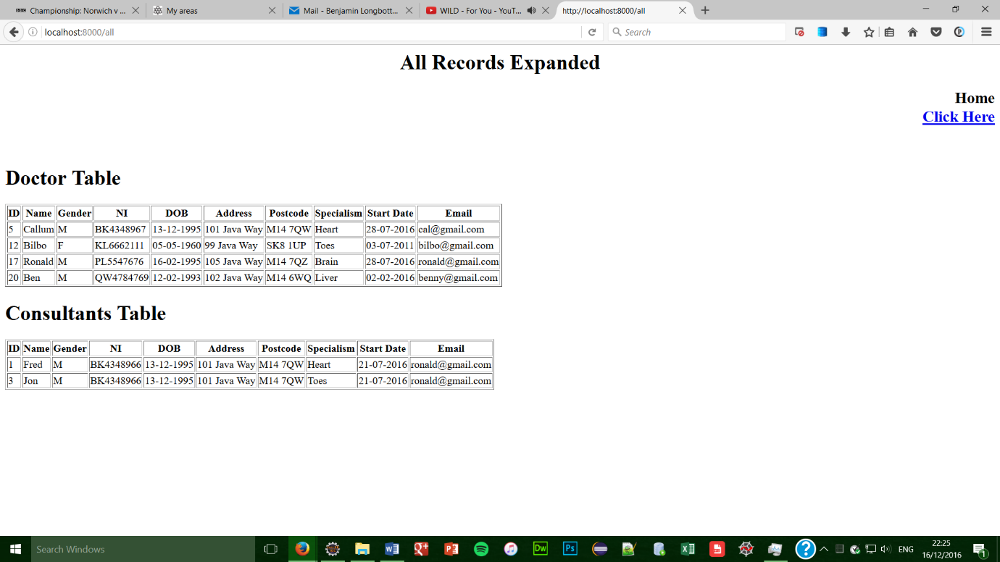 Championship: Norwich v ...
My areas
Mail - Benjamin Longbott...
WILD - For You - YouT...
http://localhost:8000/all
localhost:8000/all
Search
All Records Expanded
Home
Click Here
Doctor Table
ID Name Gender NI DOB Address Postcode Specialism Start Date Email
5 Callum M BK4348967 13-12-1995 101 Java Way M14 7QW Heart 28-07-2016 cal@gmail.com
12 Bilbo F KL6662111 05-05-1960 99 Java Way SK8 1UP Toes 03-07-2011 bilbo@gmail.com
17 Ronald M PL5547676 16-02-1995 105 Java Way M14 7QZ Brain 28-07-2016 ronald@gmail.com
20 Ben M QW4784769 12-02-1993 102 Java Way M14 6WQ Liver 02-02-2016 benny@gmail.com
Consultants Table
ID Name Gender NI DOB Address Postcode Specialism Start Date Email
1 Fred M BK4348966 13-12-1995 101 Java Way M14 7QW Heart 21-07-2016 ronald@gmail.com
3 Jon M BK4348966 13-12-1995 101 Java Way M14 7QW Toes 21-07-2016 ronald@gmail.com
Search Windows
ENG
22:25
16/12/2016
1